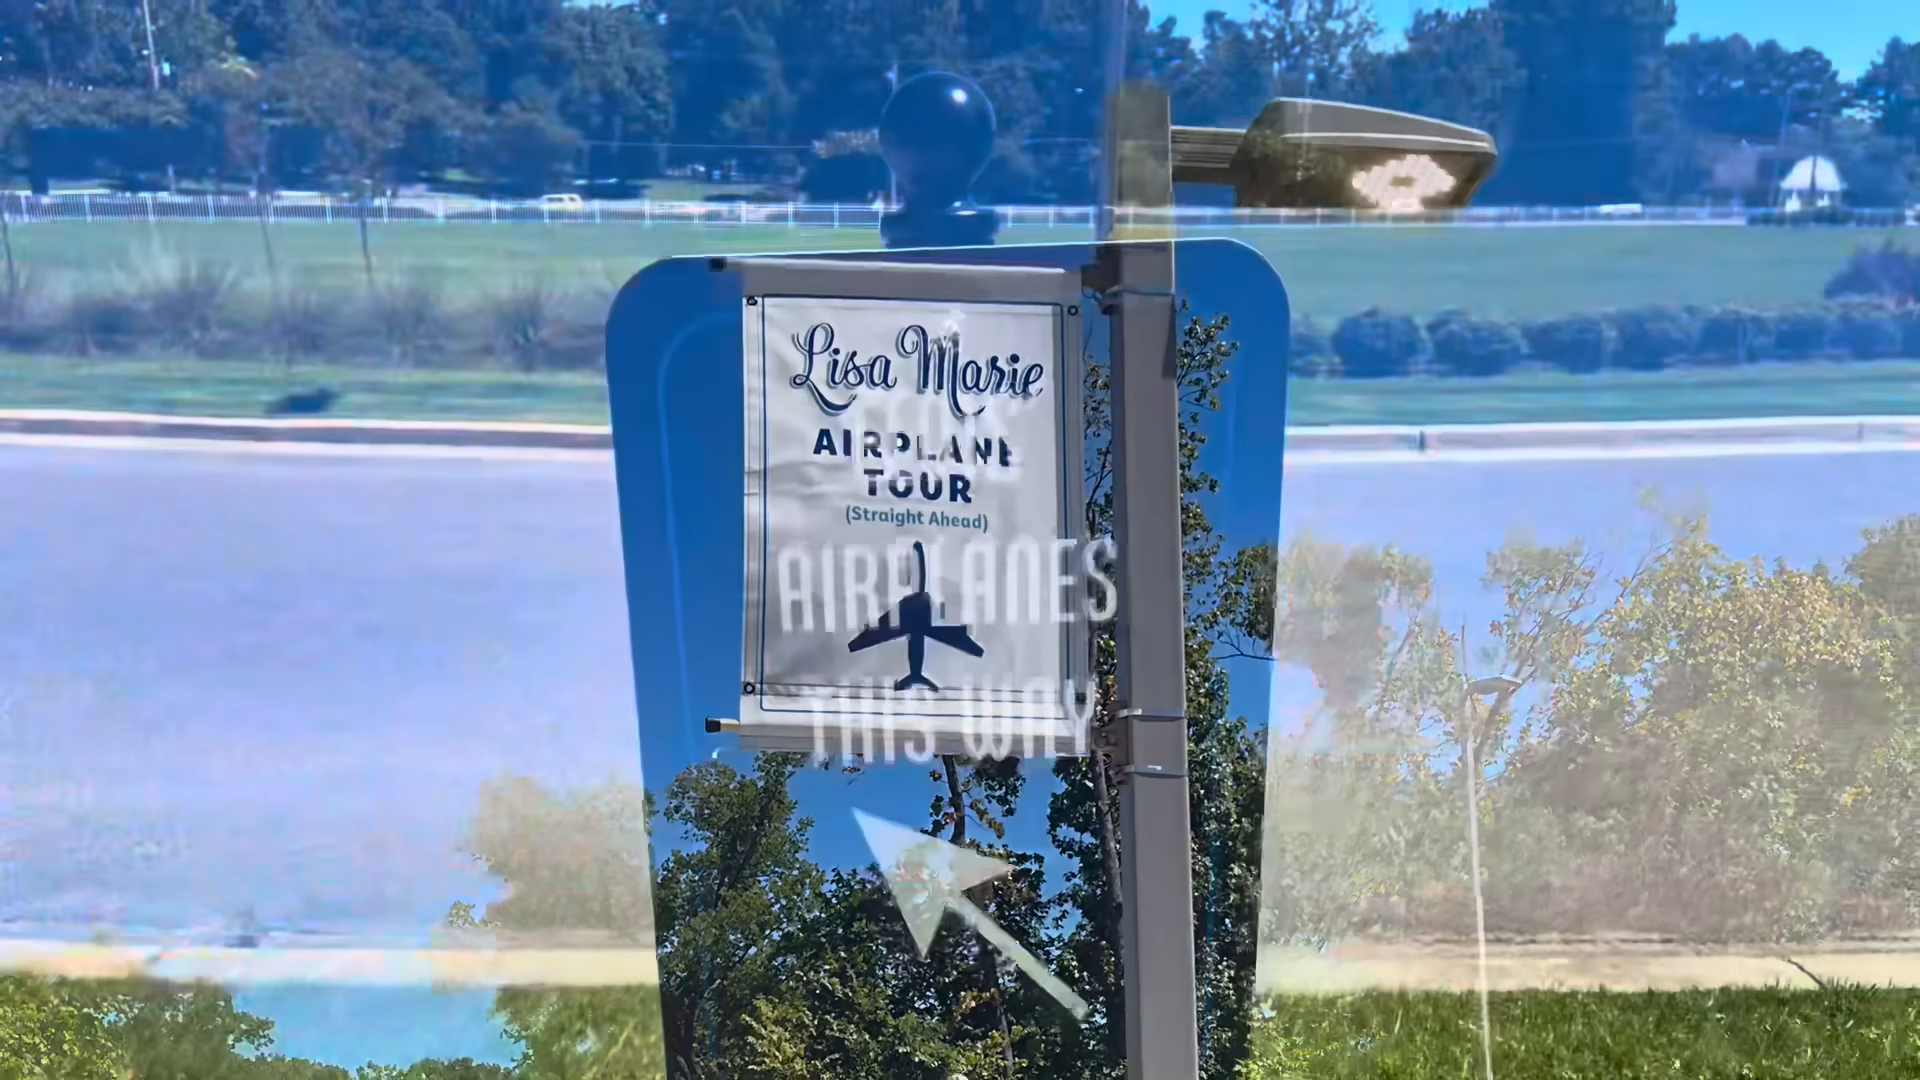 Lisa Marie
AIRPLANE
TOUR
(Straight Ahead)
AIRPLANES
THIS WAY